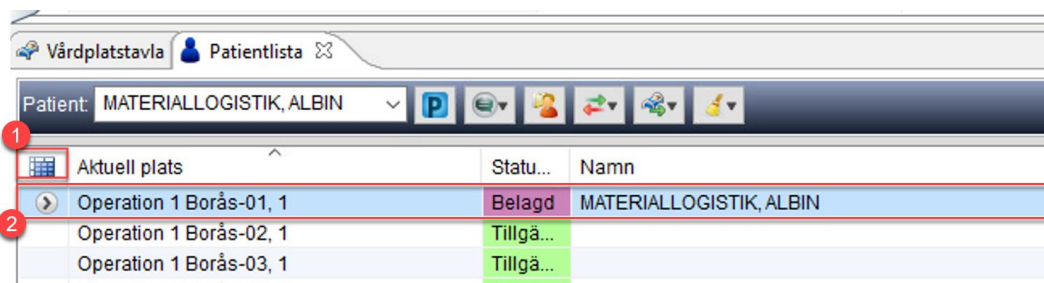 Vårdplatstavla Patientlista
Patient: MATERIALLOGISTIK, ALBIN P
1
Aktuell plats Statu... Namn
Operation 1 Borås-01, 1 Belagd MATERIALLOGISTIK, ALBIN
2
Operation 1 Borås-02, 1 Tillgä...
Operation 1 Borås-03, 1 Tillgä...